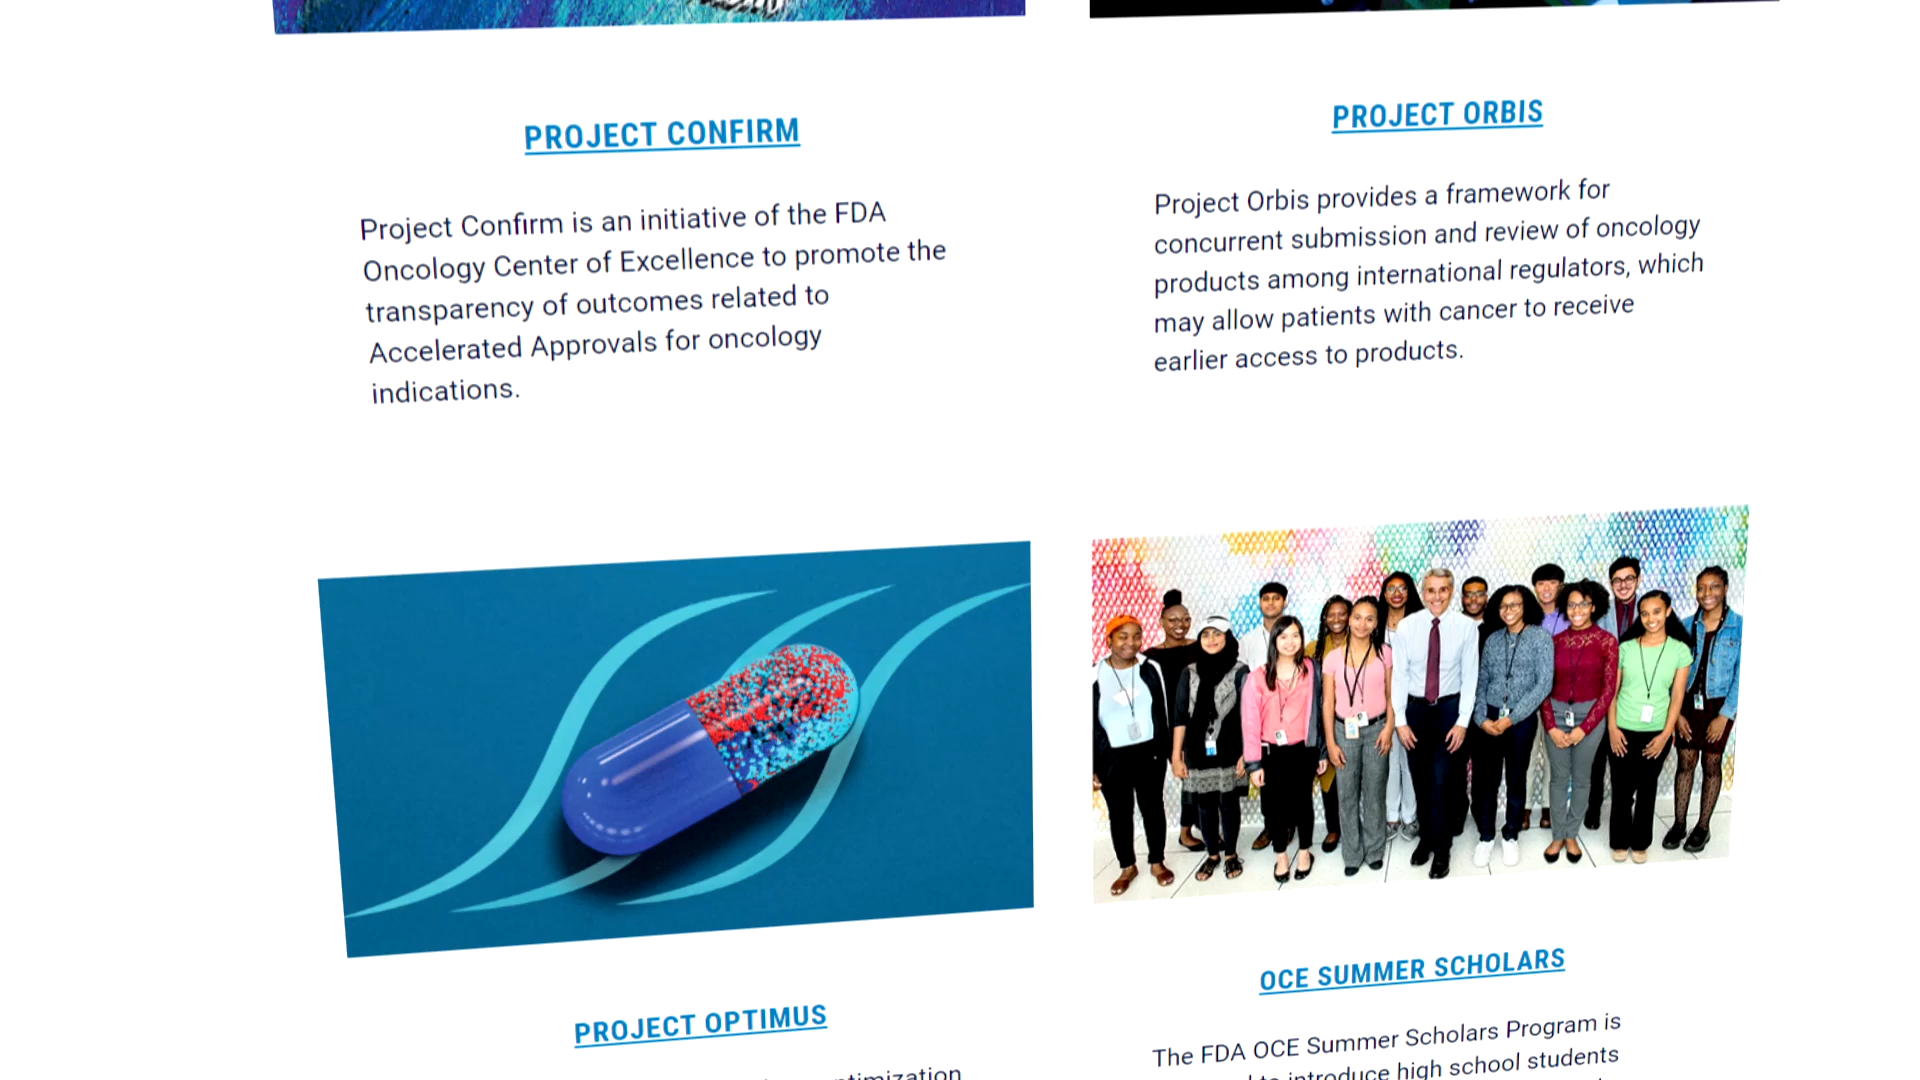 PROJECT CONFIRM
Project Confirm is an initiative of the FDA
Oncology Center of Excellence to promote the
transparency of outcomes related to
Accelerated Approvals for oncology
indications.
PROJECT ORBIS
Project Orbis provides a framework for
concurrent submission and review of oncology
products among international regulators, which
may allow patients with cancer to receive
earlier access to products.
PROJECT OPTIMUS
OCE SUMMER SCHOLARS
The FDA OCE Summer Scholars Program is
to introduce high school students